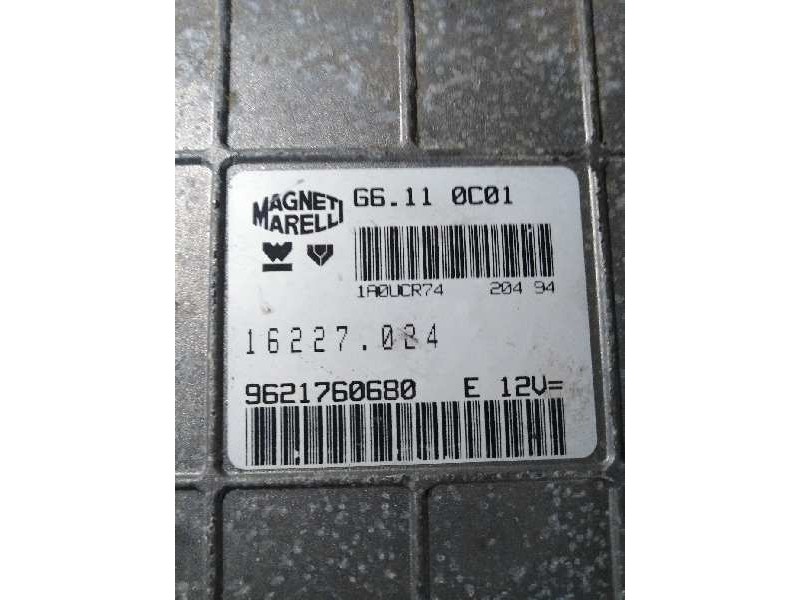 MAGNETI MARELLI
G6.11 0C01
1A0UCR74 204 94
16227.024
9621760680 E 12V=